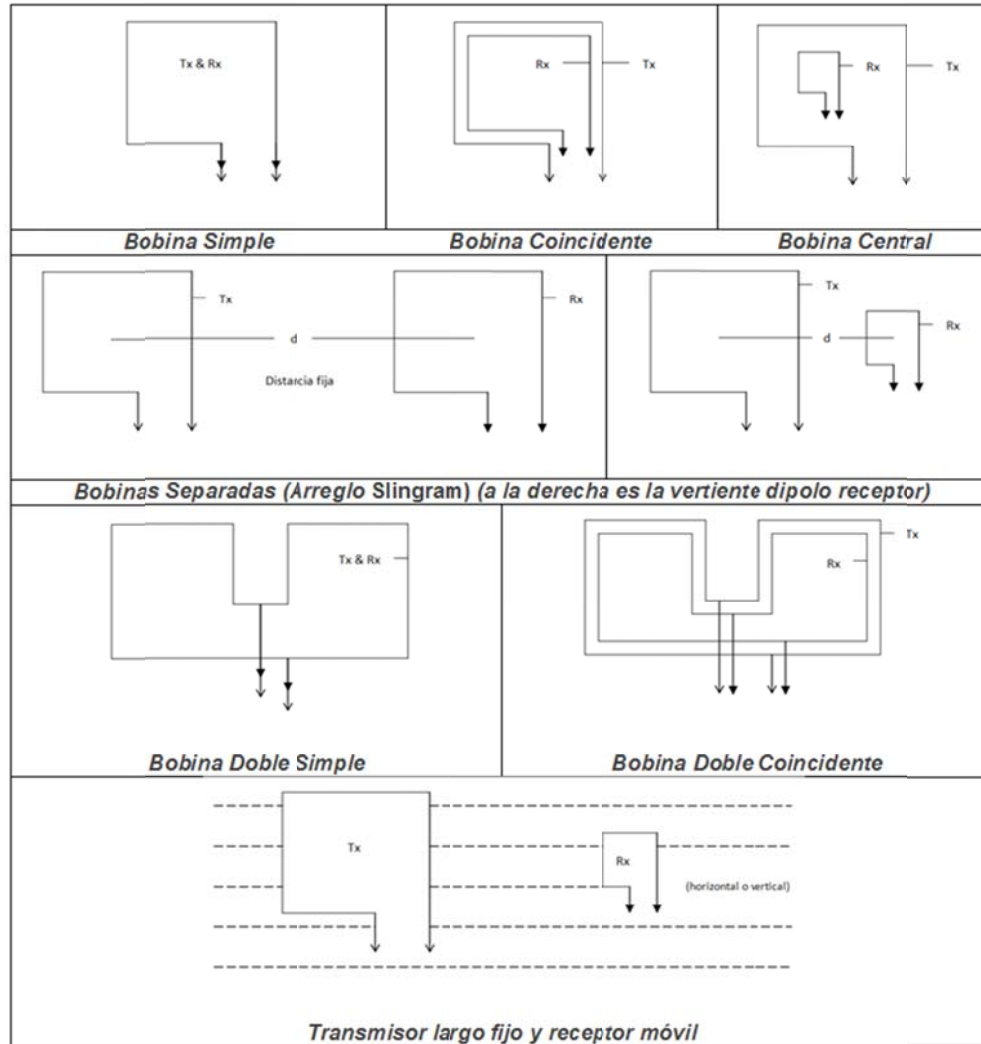 Tx & Rx
Rx
Tx
Rx
Tx
Bobina Simple
Bobina Coincidente
Bobina Central
Tx
Rx
d
Distarcia fija
Tx
Rx
d
Bobinas Separadas (Arreglo Slingram) (a la derecha es la vertiente dipolo receptor)
Tx & Rx
Tx
Rx
Bobina Doble Simple
Bobina Doble Coincidente
Tx
Rx
(horizontal o vertical)
Transmisor largo fijo y receptor móvil